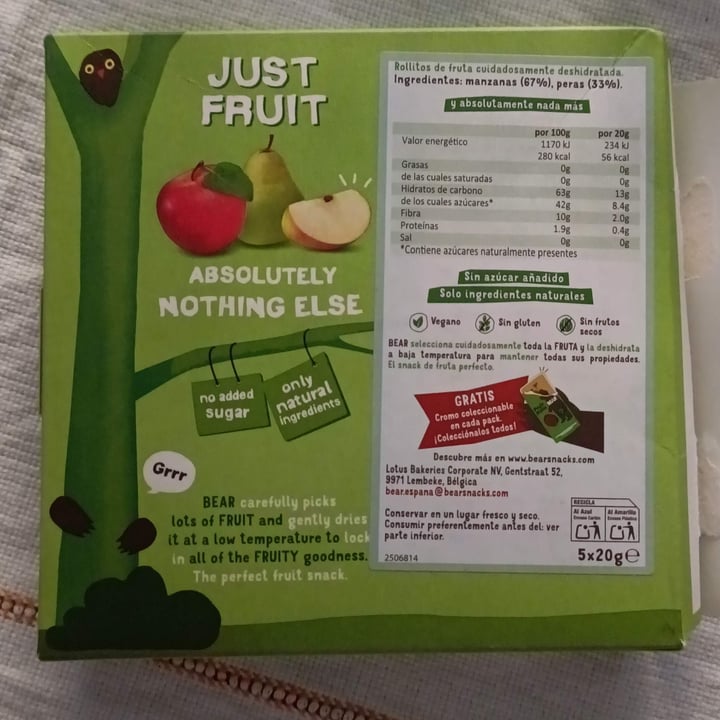 JUST
FRUIT
ABSOLUTELY
NOTHING ELSE
no added
sugar
only
natural
ingredients
Grrr
BEAR carefully picks
lots of FRUIT and gently dries
it at a low temperature to lock
in all of the FRUITY goodness.
The perfect fruit snack.
Rollitos de fruta cuidadosamente deshidratada.
Ingredientes: manzanas (67%), peras (33%).
y absolutamente nada más
por 100g por 20g
Valor energético 1170 kJ 234 kJ
280 kcal 56 kcal
Grasas 0g 0g
de las cuales saturadas 0g 0g
Hidratos de carbono 63g 13g
de los cuales azúcares* 42g 8.4g
Fibra 10g 2.0g
Proteínas 1.9g 0.4g
Sal 0g 0g
*Contiene azúcares naturalmente presentes
Sin azúcar añadido
Solo ingredientes naturales
Vegano
Sin gluten
Sin frutos
secos
BEAR selecciona cuidadosamente toda la FRUTA y la deshidrata
a baja temperatura para mantener todas sus propiedades.
El snack de fruta perfecto.
GRATIS
Cromo coleccionable
en cada pack.
¡Colecciónalos todos!
Descubre más en www.bearsnacks.com
Lotus Bakeries Corporate NV, Gentstraat 52,
9971 Lembeke, Bélgica
bear.espana@bearsnacks.com
Conservar en un lugar fresco y seco.
Consumir preferentemente antes del: ver
parte inferior.
RECICLA
Al Azul
Envase Cartón
Al Amarillo
Envase Plástico
2506814
5x20g℮